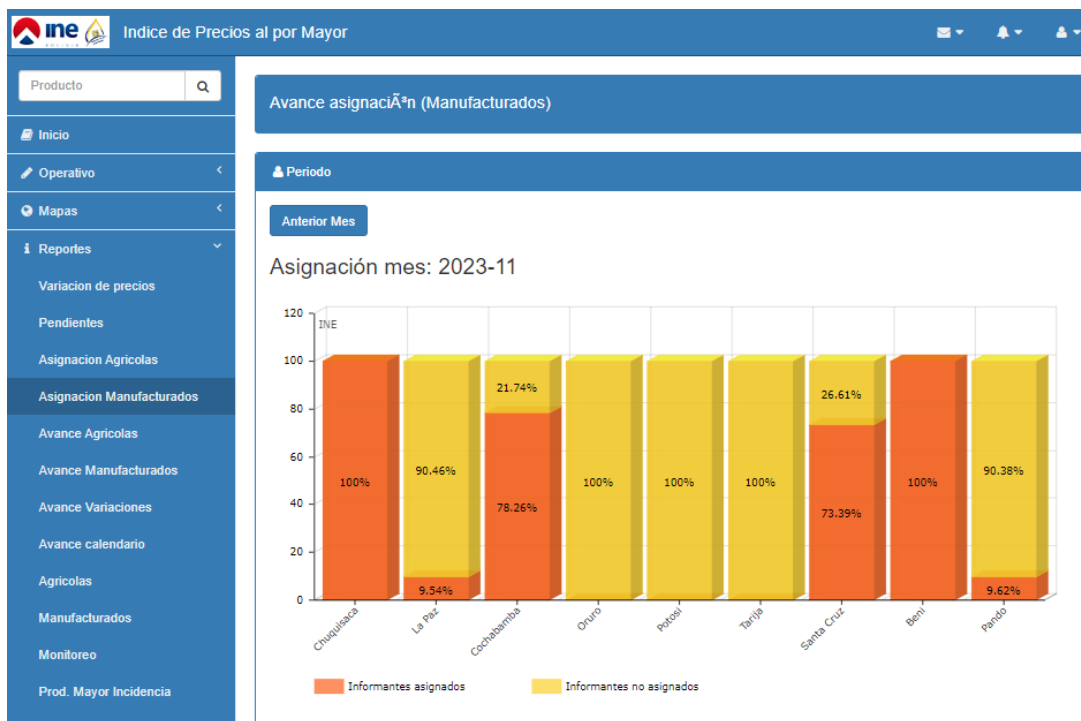 ine
BOLIVIA
Indice de Precios al por Mayor
Producto
Inicio
Operativo
Mapas
Reportes
Variacion de precios
Pendientes
Asignacion Agricolas
Asignacion Manufacturados
Avance Agricolas
Avance Manufacturados
Avance Variaciones
Avance calendario
Agricolas
Manufacturados
Monitoreo
Prod. Mayor Incidencia
Avance asignaciÃ³n (Manufacturados)
Periodo
Anterior Mes
Asignación mes: 2023-11
INE
120
100
80
60
40
20
0
100%
90.46%
9.54%
21.74%
78.26%
100%
100%
100%
26.61%
73.39%
100%
90.38%
9.62%
Chuquisaca
La Paz
Cochabamba
Oruro
Potosi
Tarija
Santa Cruz
Beni
Pando
Informantes asignados
Informantes no asignados